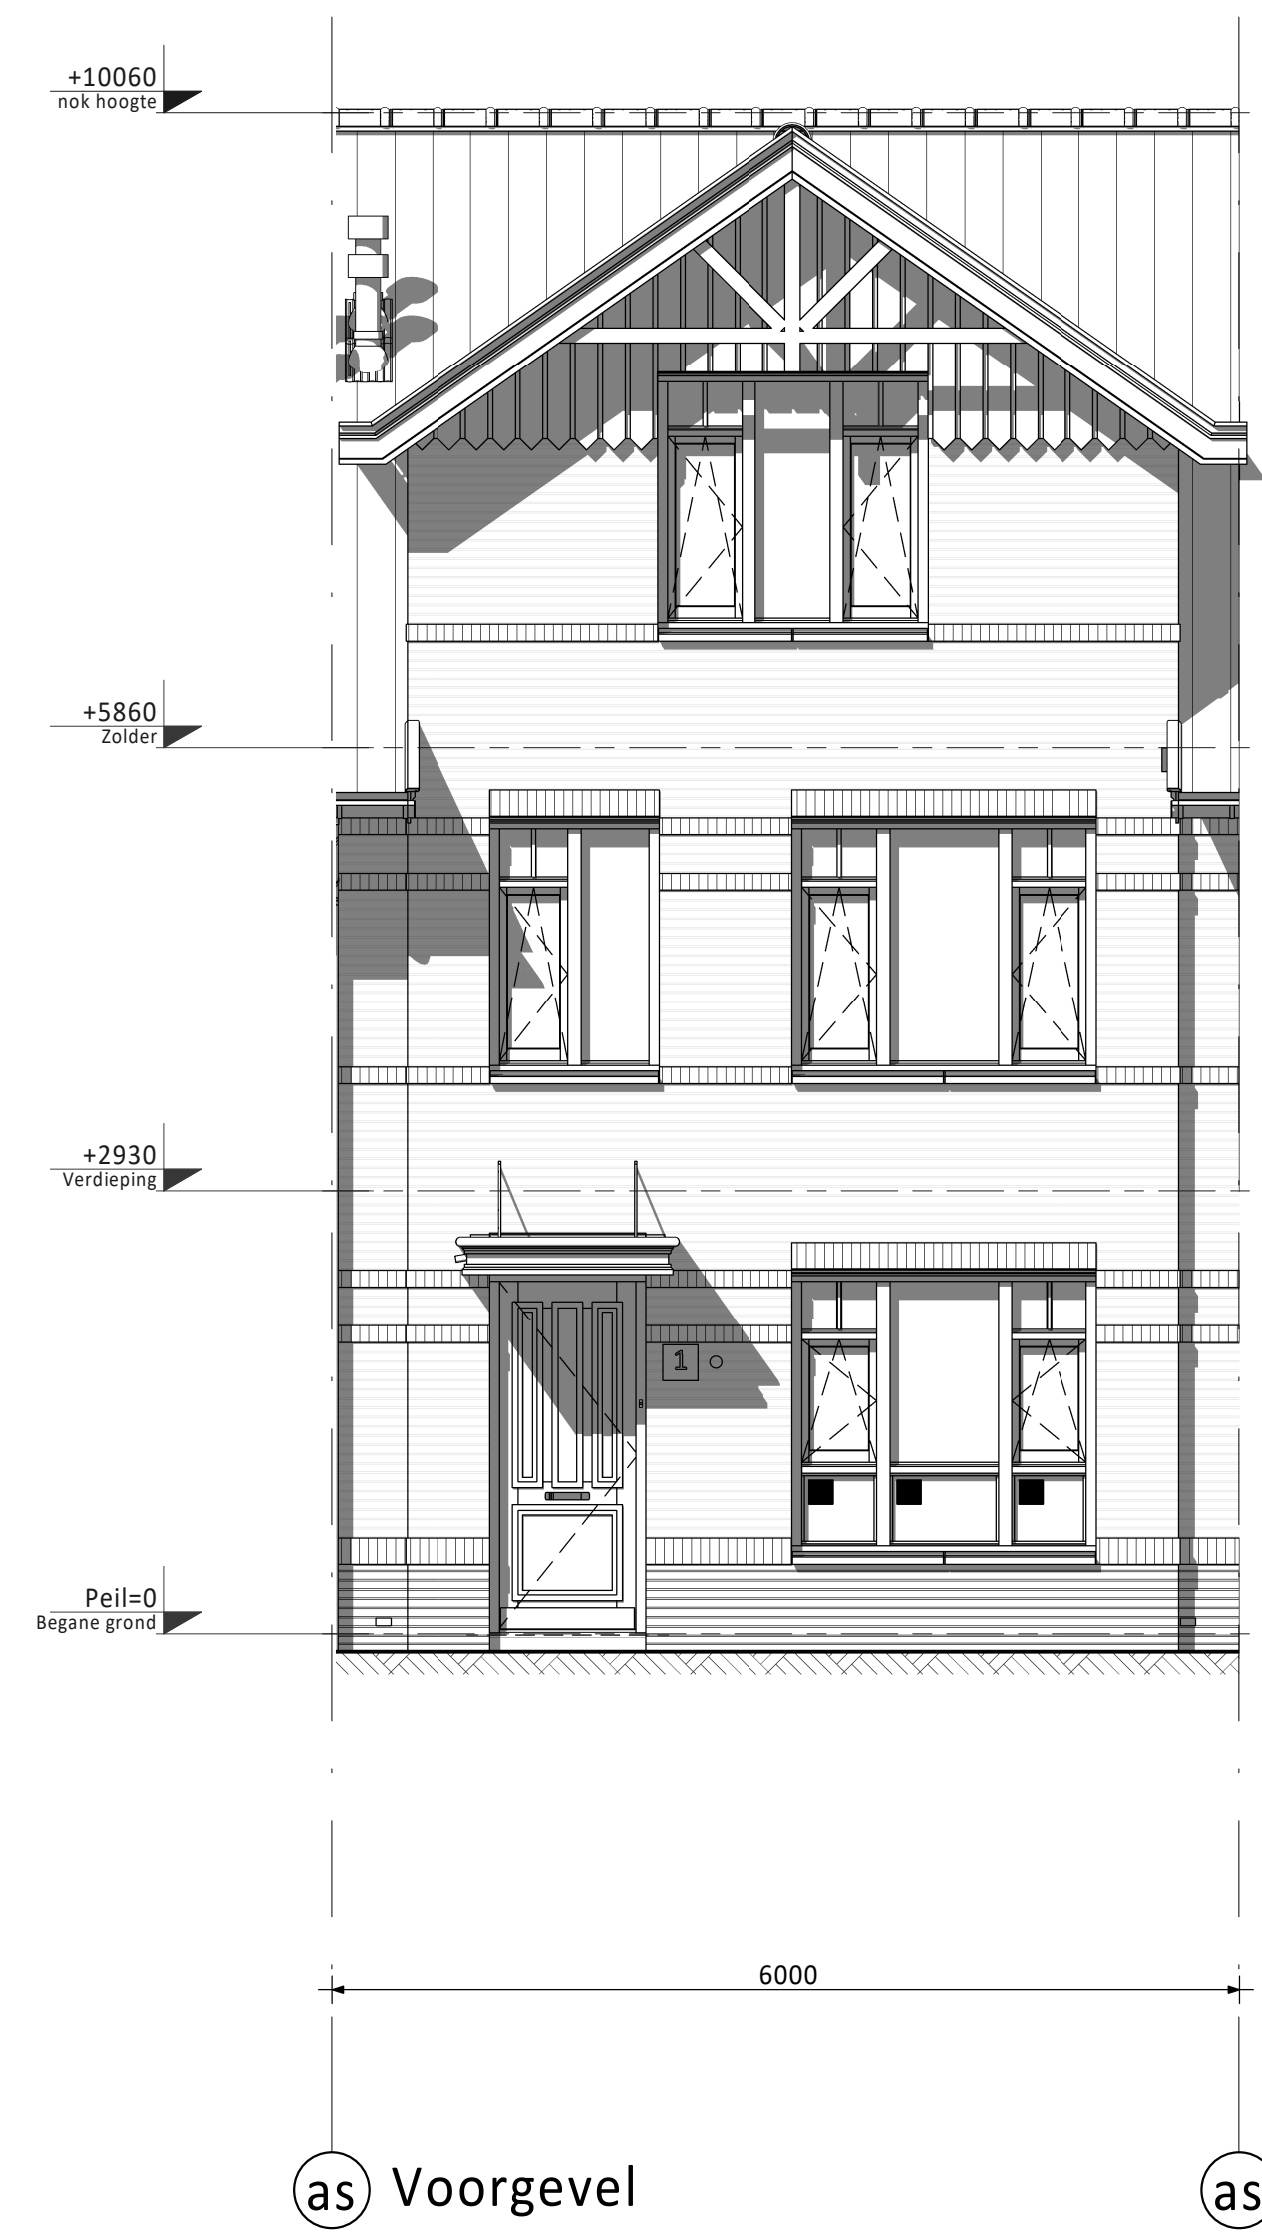 +10060
nok hoogte
+5860
Zolder
+2930
Verdieping
1
Peil=0
Begane grond
6000
as Voorgevel as